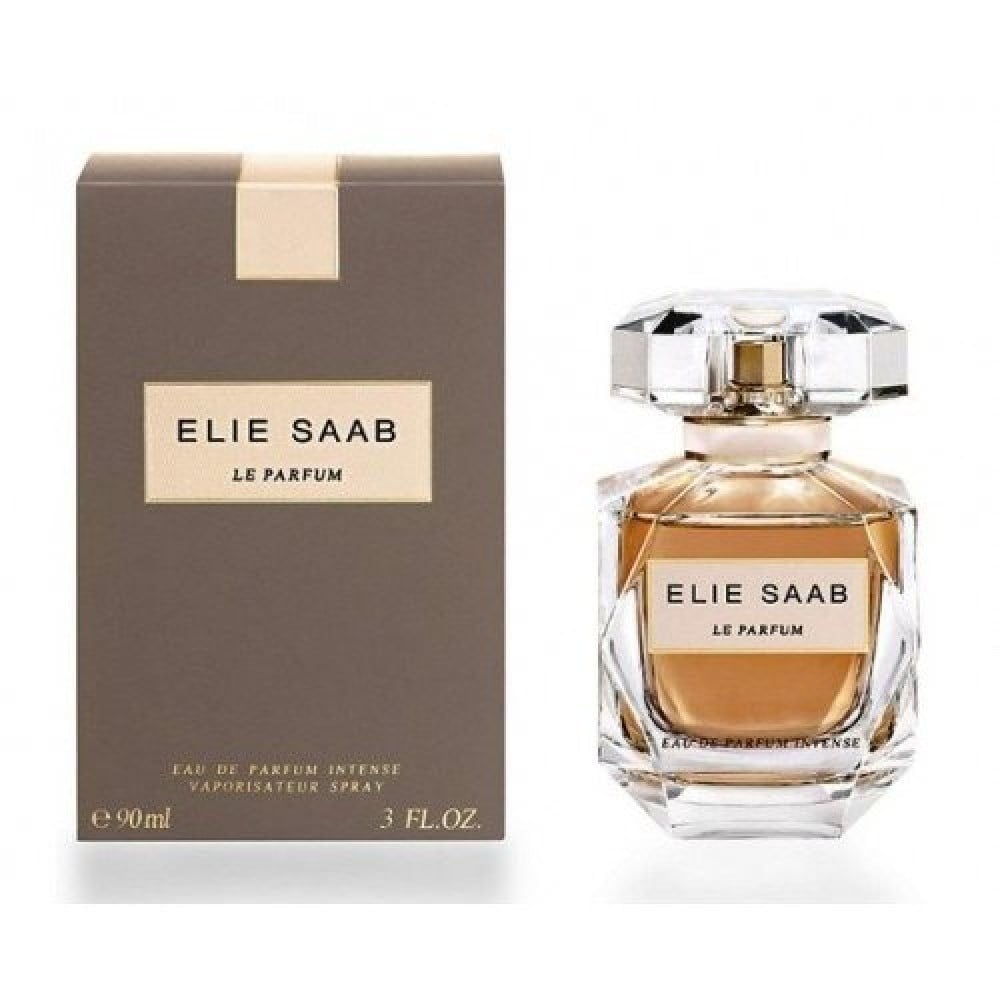 ELIE SAAB
LE PARFUM
EAU DE PARFUM INTENSE
VAPORISATEUR SPRAY
℮ 90ml
3 FL.OZ.
ELIE SAAB
LE PARFUM
EAU DE PARFUM INTENSE